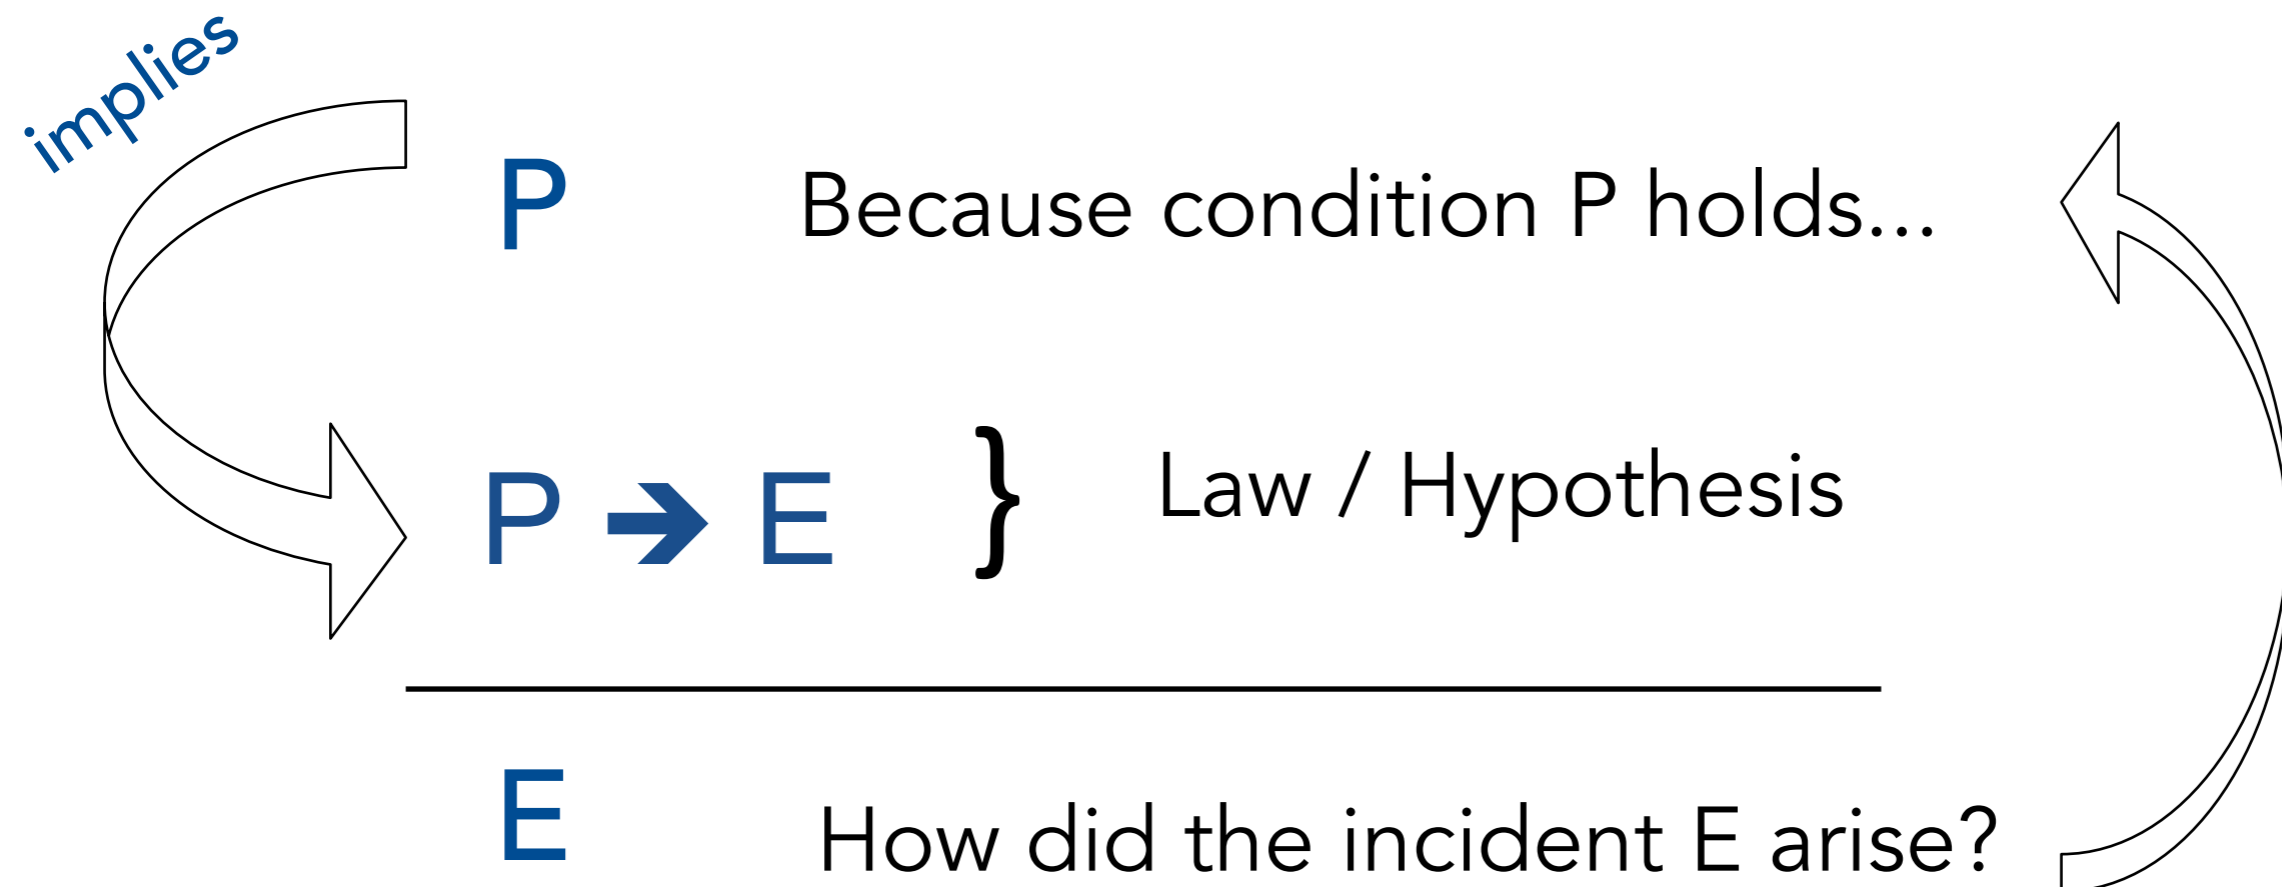 implies
P Because condition P holds...
P ➔ E } Law / Hypothesis
E How did the incident E arise?